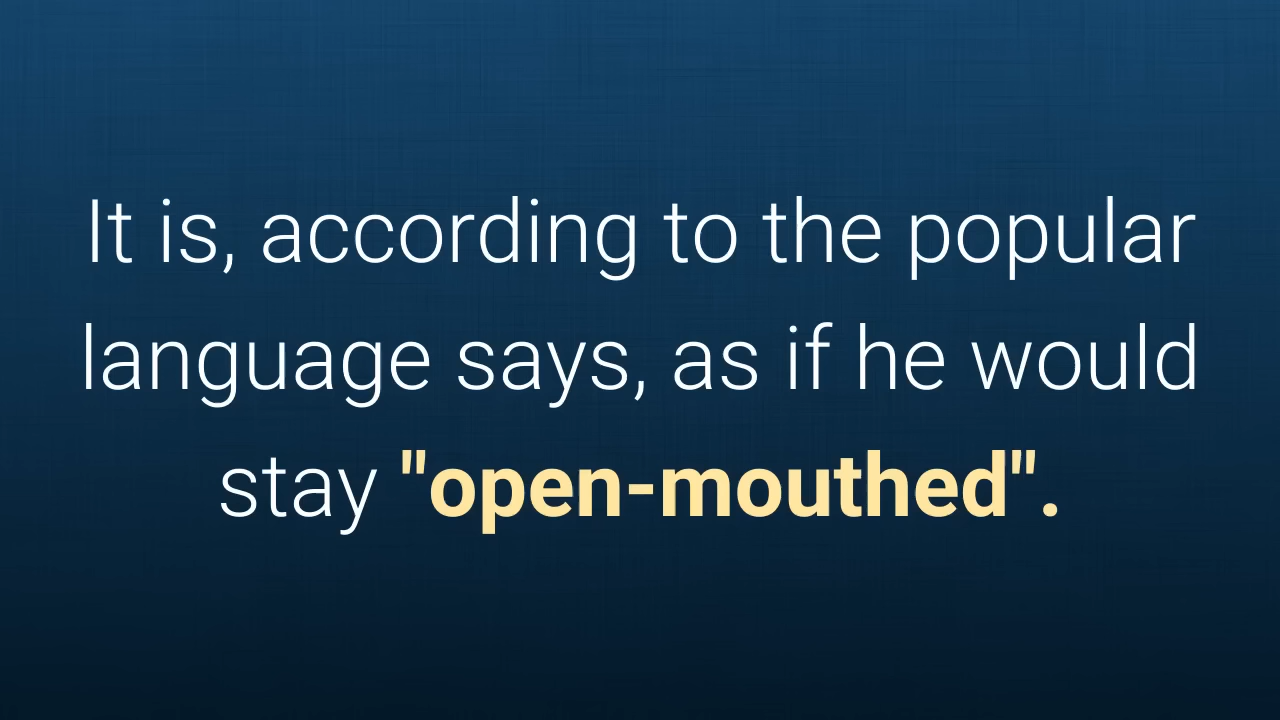 It is, according to the popular
language says, as if he would
stay "open-mouthed".